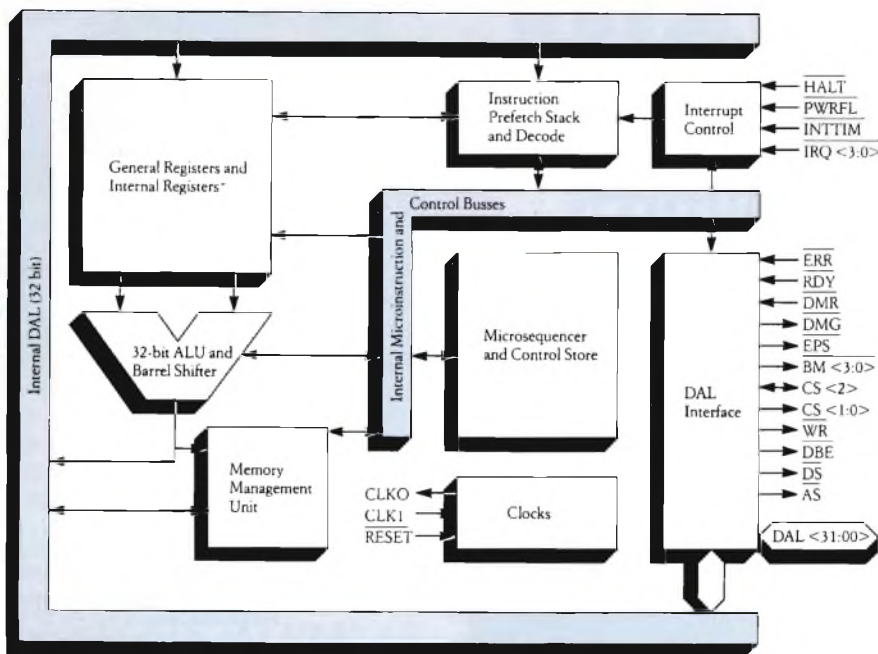 Internal DAL (32 bit)
General Registers and
Internal Registers
Instruction
Prefetch Stack
and Decode
Interrupt
Control
HALT
PWRFL
INTTIM
IRQ <3:0>
Control Busses
Internal Microinstruction and
32-bit ALU and
Barrel Shifter
Microsequencer
and Control Store
DAL
Interface
ERR
RDY
DMR
DMG
EPS
BM <3:0>
CS <2>
CS <1:0>
WR
DBE
DS
AS
Memory
Management
Unit
CLKO
CLK1
RESET
Clocks
DAL <31:00>